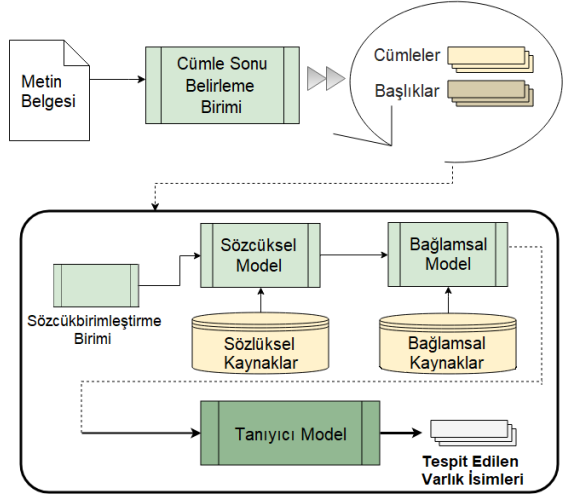 Metin
Belgesi
Cümle Sonu
Belirleme
Birimi
Cümleler
Başlıklar
Sözcüksel
Model
Bağlamsal
Model
Sözcükbirimleştirme
Birimi
Sözlüksel
Kaynaklar
Bağlamsal
Kaynaklar
Tanıyıcı Model
Tespit Edilen
Varlık İsimleri